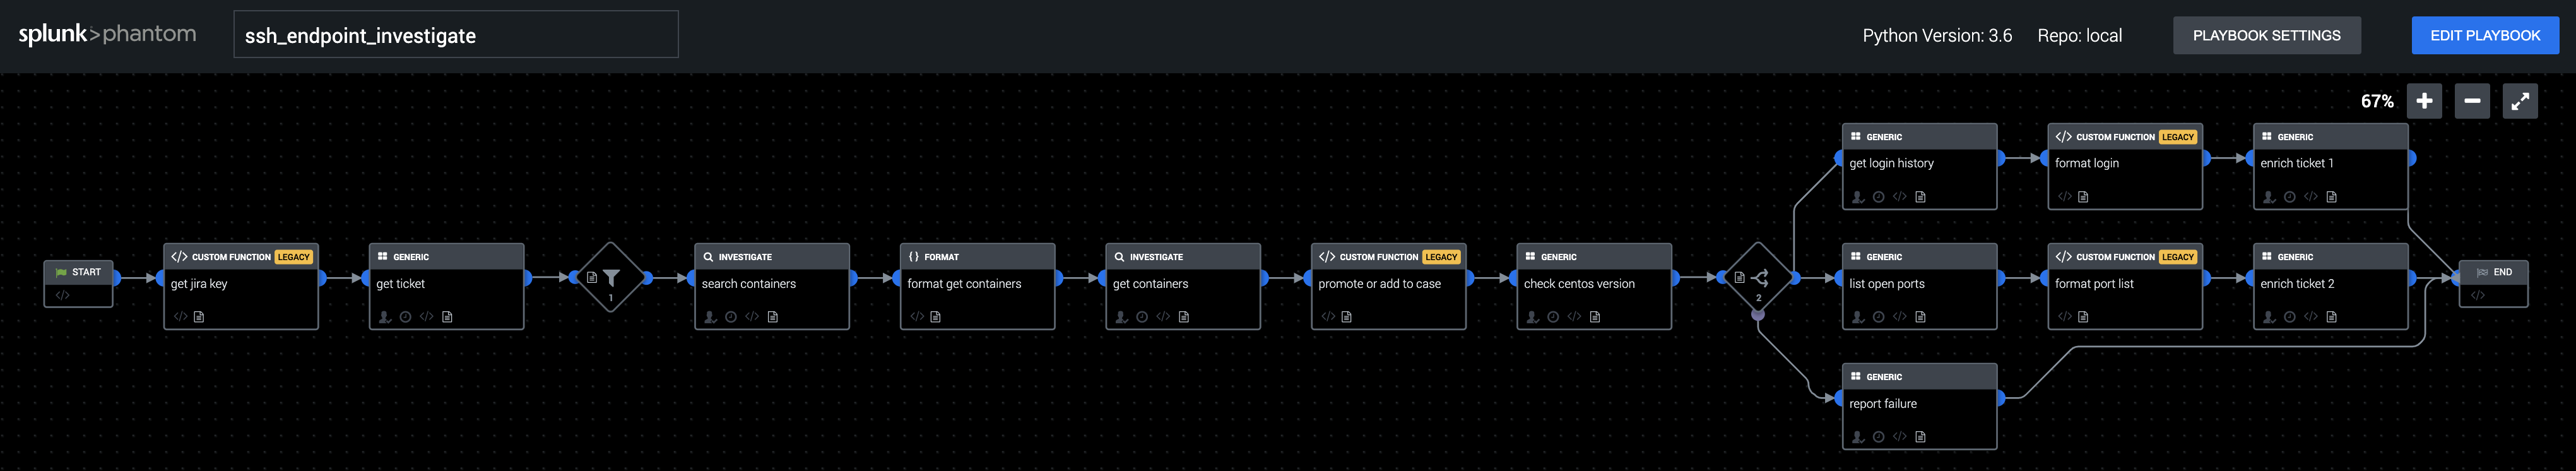 splunk>phantom
ssh_endpoint_investigate
Python Version: 3.6
Repo: local
PLAYBOOK SETTINGS
EDIT PLAYBOOK
67%
START
CUSTOM FUNCTION LEGACY
get jira key
GENERIC
get ticket
1
INVESTIGATE
search containers
FORMAT
format get containers
INVESTIGATE
get containers
CUSTOM FUNCTION LEGACY
promote or add to case
GENERIC
check centos version
2
GENERIC
get login history
CUSTOM FUNCTION LEGACY
format login
GENERIC
enrich ticket 1
GENERIC
list open ports
CUSTOM FUNCTION LEGACY
format port list
GENERIC
enrich ticket 2
GENERIC
report failure
END